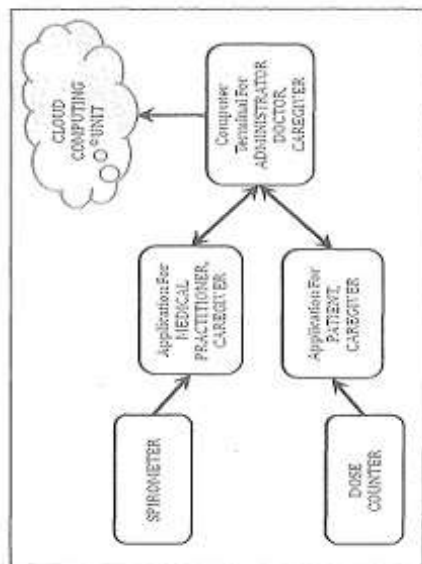 CLOUD
COMPUTING
UNIT
Computer
Terminal For
ADMINISTRATOR
DOCTOR,
CAREGIVER
Application For
MEDICAL
PRACTITIONER,
CAREGIVER
Application For
PATIENT,
CAREGIVER
SPIROMETER
DOSE
COUNTER